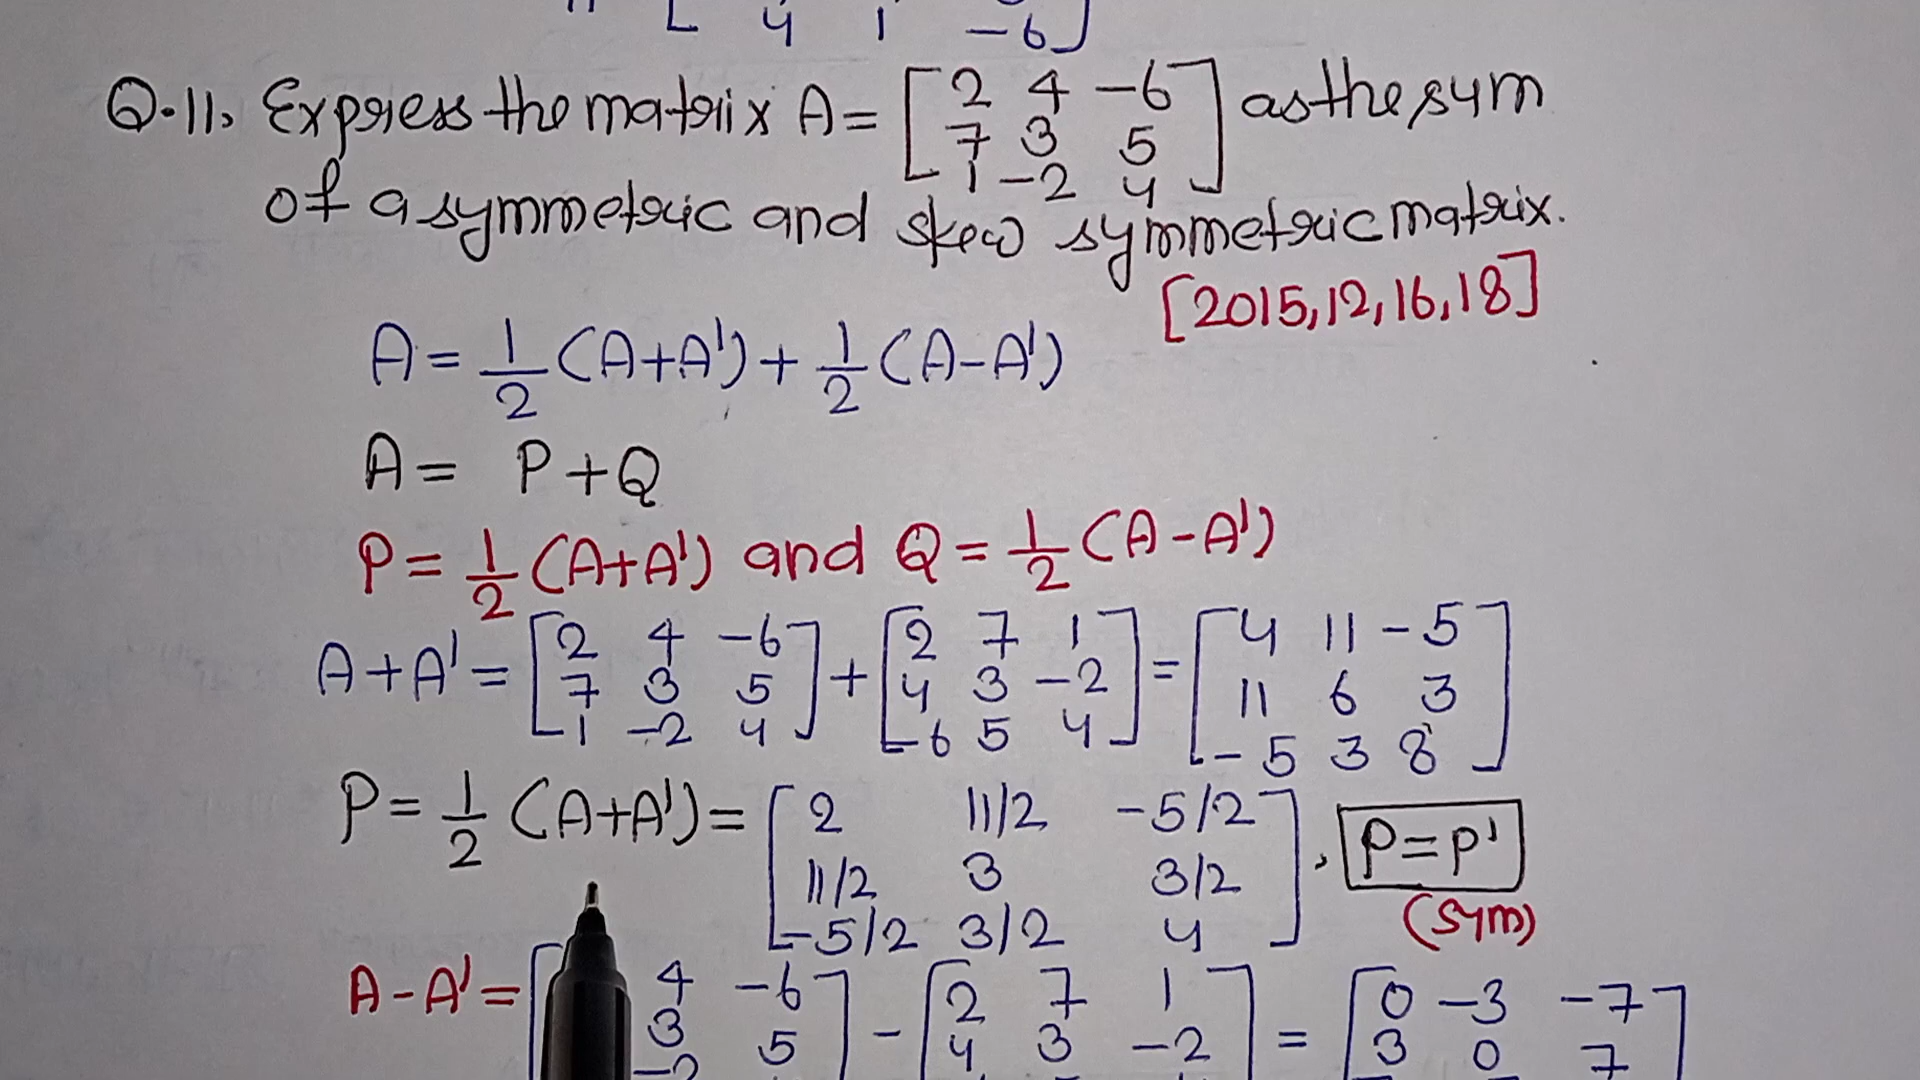 4 1 -6]
Q.11, Express the matrix A = [2 4 -6] as the sum
7 3 5
1 -2 4
of a symmetric and skew symmetric matrix.
[2015,12,16,18]
A = 1/2 (A+A') + 1/2 (A-A')
A = P+Q
P = 1/2 (A+A') and Q = 1/2 (A-A')
A+A' = [2 4 -6] + [2 7 1] = [4 11 -5]
7 3 5 4 3 -2 11 6 3
1 -2 4 -6 5 4 -5 3 8
P = 1/2 (A+A') = [2 11/2 -5/2], P=P'
11/2 3 3/2
-5/2 3/2 4 (Sym)
A-A' = [ 4 -6] - [2 7 1] = [0 -3 -7]
3 5 4 3 -2 3 0 7
-2